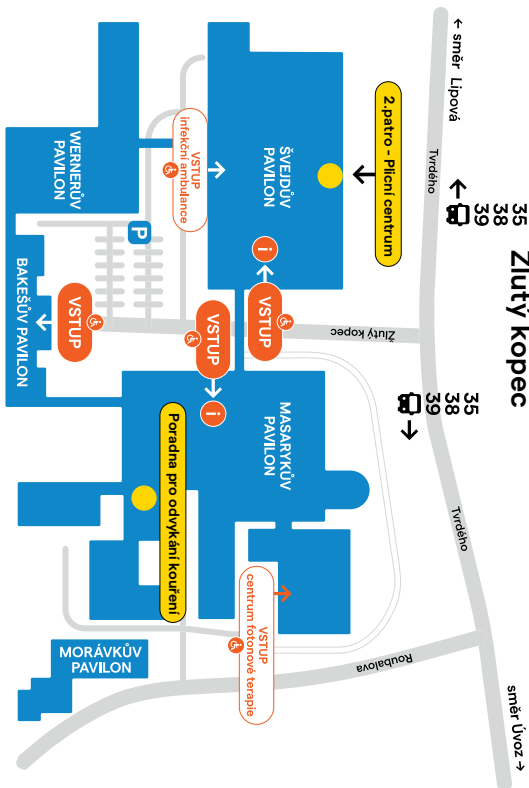 Žlutý kopec
← směr Lipová
Tvrdého
35
38
39
35
38
39
Tvrdého
směr Úvoz →
2.patro - Plicní centrum
ŠVEJDŮV
PAVILON
VSTUP
infekční ambulance
WERNERŮV
PAVILON
P
BAKEŠŮV PAVILON
VSTUP
i
VSTUP
VSTUP
i
Žlutý kopec
MASARYKŮV
PAVILON
Poradna pro odvykání kouření
VSTUP
centrum fotonové terapie
Roubalova
MORÁVKŮV
PAVILON